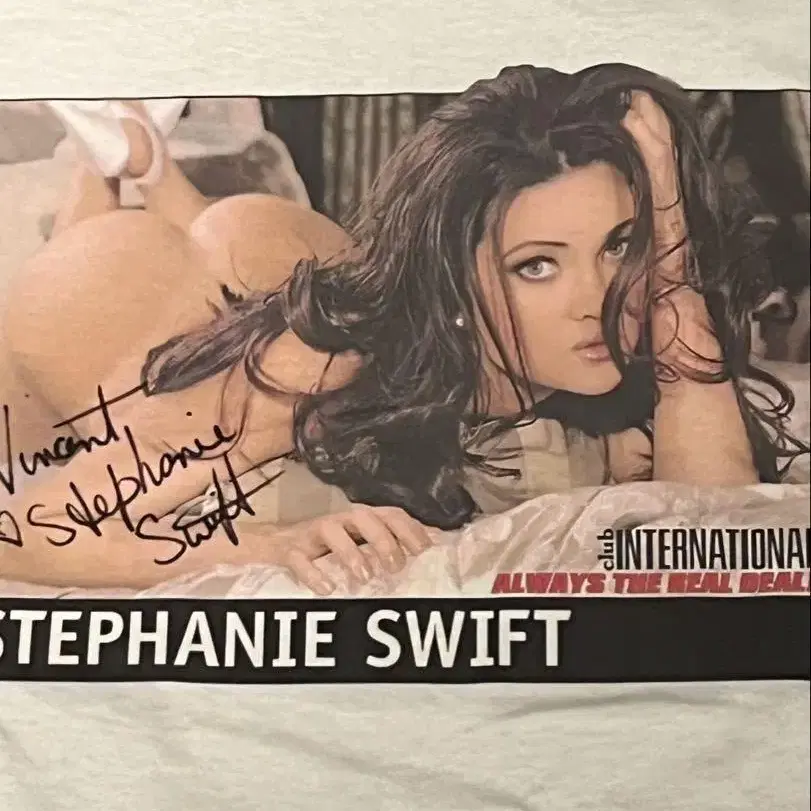 Vincent,
♡ Stephanie
Swift
club INTERNATIONAL
ALWAYS THE REAL DEAL
STEPHANIE SWIFT